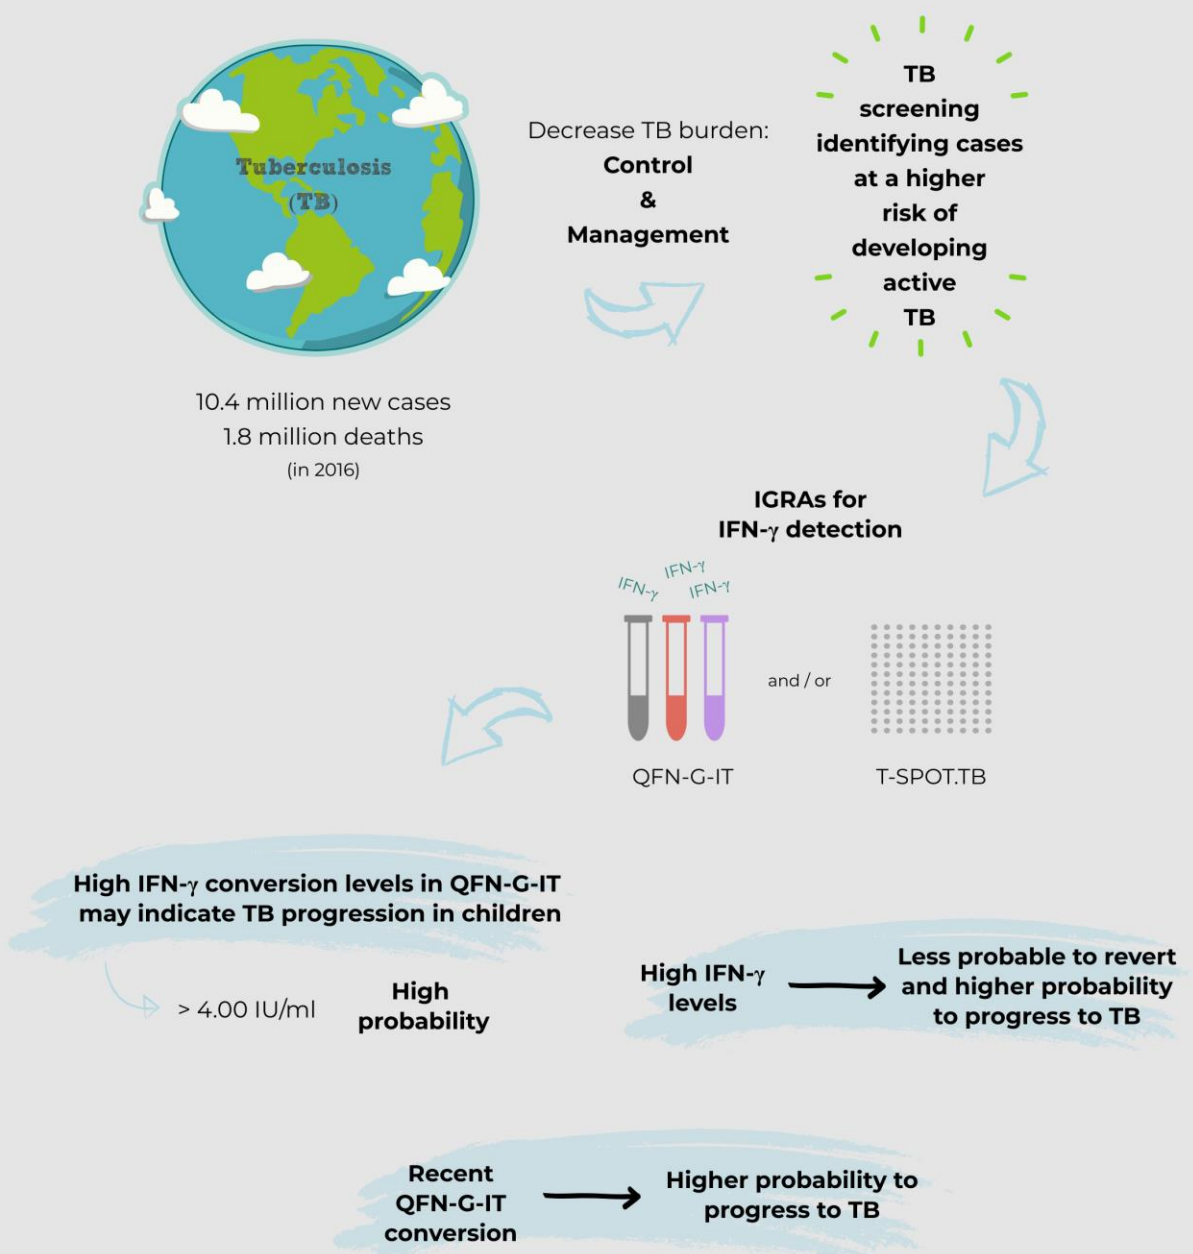 Tuberculosis
(TB)
10.4 million new cases
1.8 million deaths
(in 2016)
Decrease TB burden:
Control
&
Management
TB
screening
identifying cases
at a higher
risk of
developing
active
TB
IGRAs for
IFN-γ detection
IFN-γ
IFN-γ
IFN-γ
and / or
QFN-G-IT
T-SPOT.TB
High IFN-γ conversion levels in QFN-G-IT
may indicate TB progression in children
> 4.00 IU/ml
High
probability
High IFN-γ
levels
Less probable to revert
and higher probability
to progress to TB
Recent
QFN-G-IT
conversion
Higher probability to
progress to TB